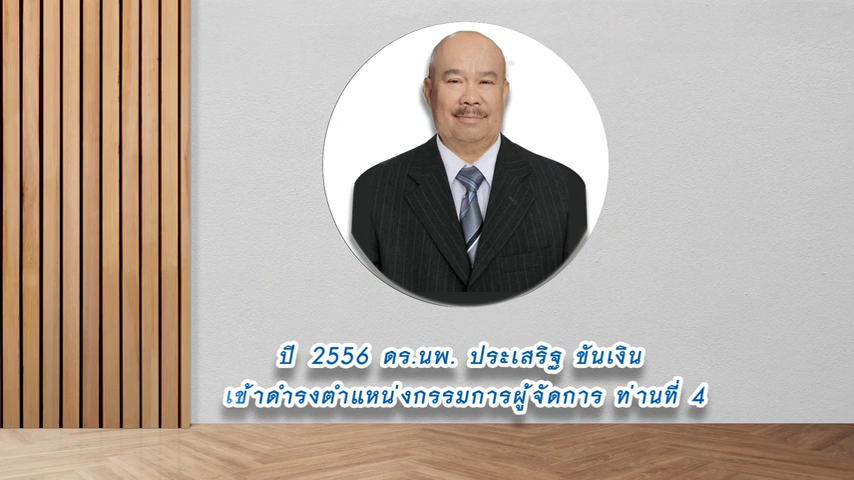 ปี 2556 ดร.นพ. ประเสริฐ ขันเงิน
เข้าดำรงตำแหน่งกรรมการผู้จัดการ ท่านที่ 4